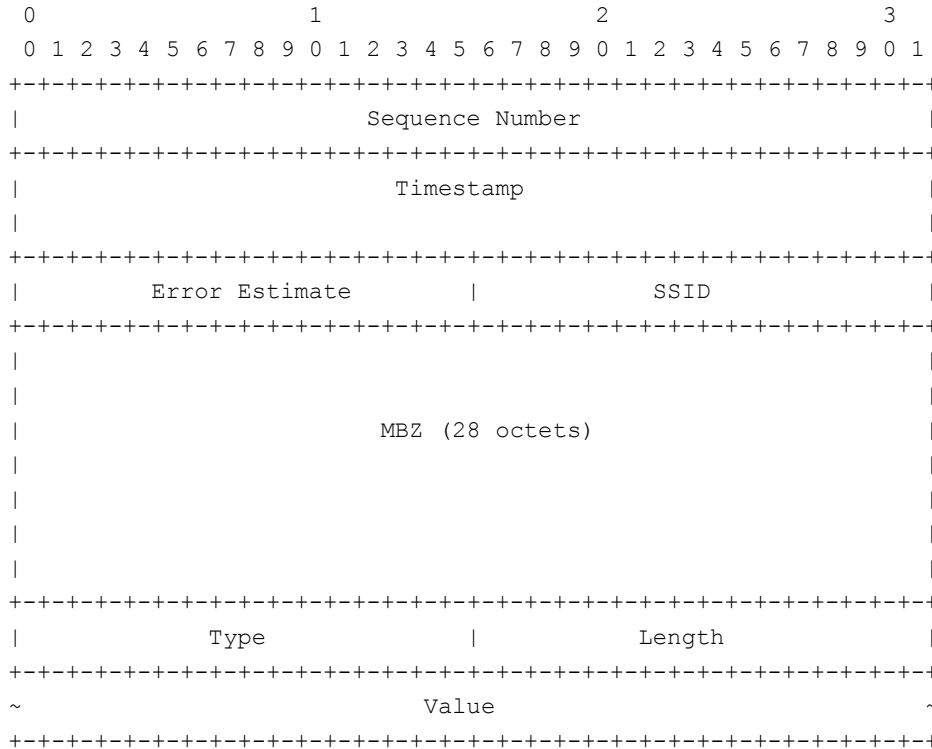 0 1 2 3
0 1 2 3 4 5 6 7 8 9 0 1 2 3 4 5 6 7 8 9 0 1 2 3 4 5 6 7 8 9 0 1
+-+-+-+-+-+-+-+-+-+-+-+-+-+-+-+-+-+-+-+-+-+-+-+-+-+-+-+-+-+-+-+-+
| Sequence Number |
+-+-+-+-+-+-+-+-+-+-+-+-+-+-+-+-+-+-+-+-+-+-+-+-+-+-+-+-+-+-+-+-+
| Timestamp |
| |
+-+-+-+-+-+-+-+-+-+-+-+-+-+-+-+-+-+-+-+-+-+-+-+-+-+-+-+-+-+-+-+-+
| Error Estimate | SSID |
+-+-+-+-+-+-+-+-+-+-+-+-+-+-+-+-+-+-+-+-+-+-+-+-+-+-+-+-+-+-+-+-+
| |
| |
| MBZ (28 octets) |
| |
| |
| |
| |
+-+-+-+-+-+-+-+-+-+-+-+-+-+-+-+-+-+-+-+-+-+-+-+-+-+-+-+-+-+-+-+-+
| Type | Length |
+-+-+-+-+-+-+-+-+-+-+-+-+-+-+-+-+-+-+-+-+-+-+-+-+-+-+-+-+-+-+-+-+
~ Value ~
+-+-+-+-+-+-+-+-+-+-+-+-+-+-+-+-+-+-+-+-+-+-+-+-+-+-+-+-+-+-+-+-+